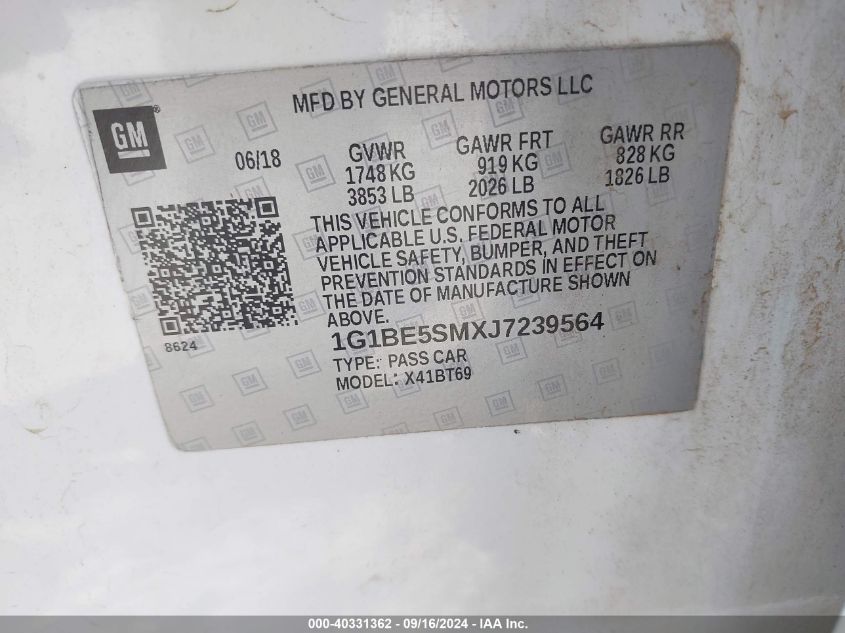 MFD BY GENERAL MOTORS LLC
GM®
06/18
GVWR
1748 KG
3853 LB
GAWR FRT
919 KG
2026 LB
GAWR RR
828 KG
1826 LB
THIS VEHICLE CONFORMS TO ALL
APPLICABLE U.S. FEDERAL MOTOR
VEHICLE SAFETY, BUMPER, AND THEFT
PREVENTION STANDARDS IN EFFECT ON
THE DATE OF MANUFACTURE SHOWN
ABOVE.
8624
1G1BE5SMXJ7239564
TYPE: PASS CAR
MODEL: X41BT69
000-40331362 - 09/16/2024 - IAA Inc.